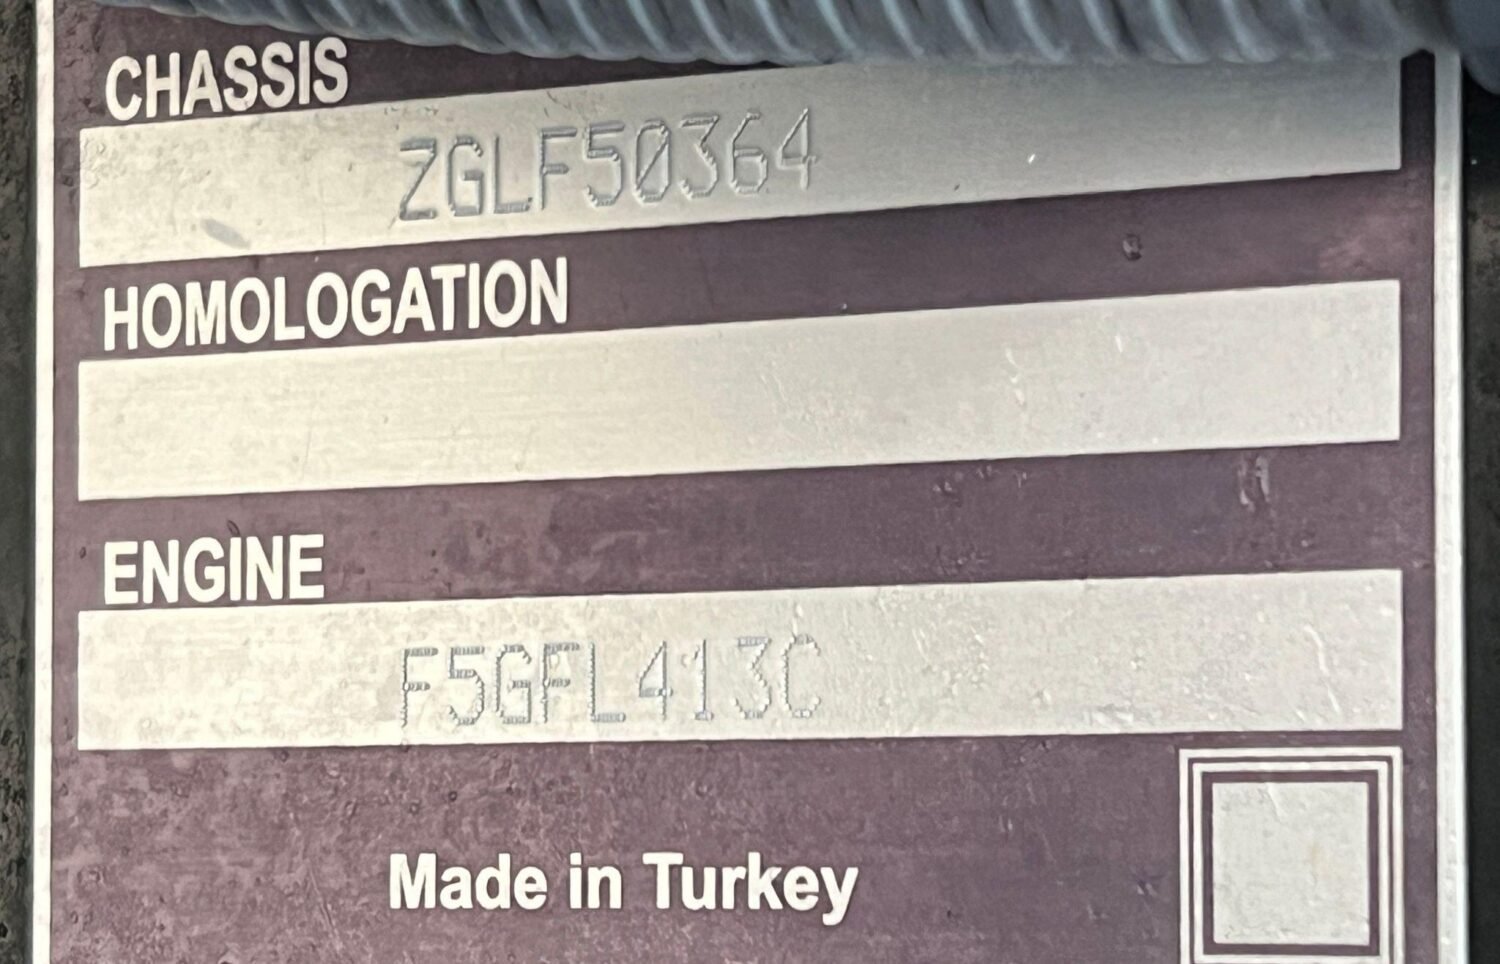 CHASSIS
ZGLF50364
HOMOLOGATION
ENGINE
F5GFL413C
Made in Turkey